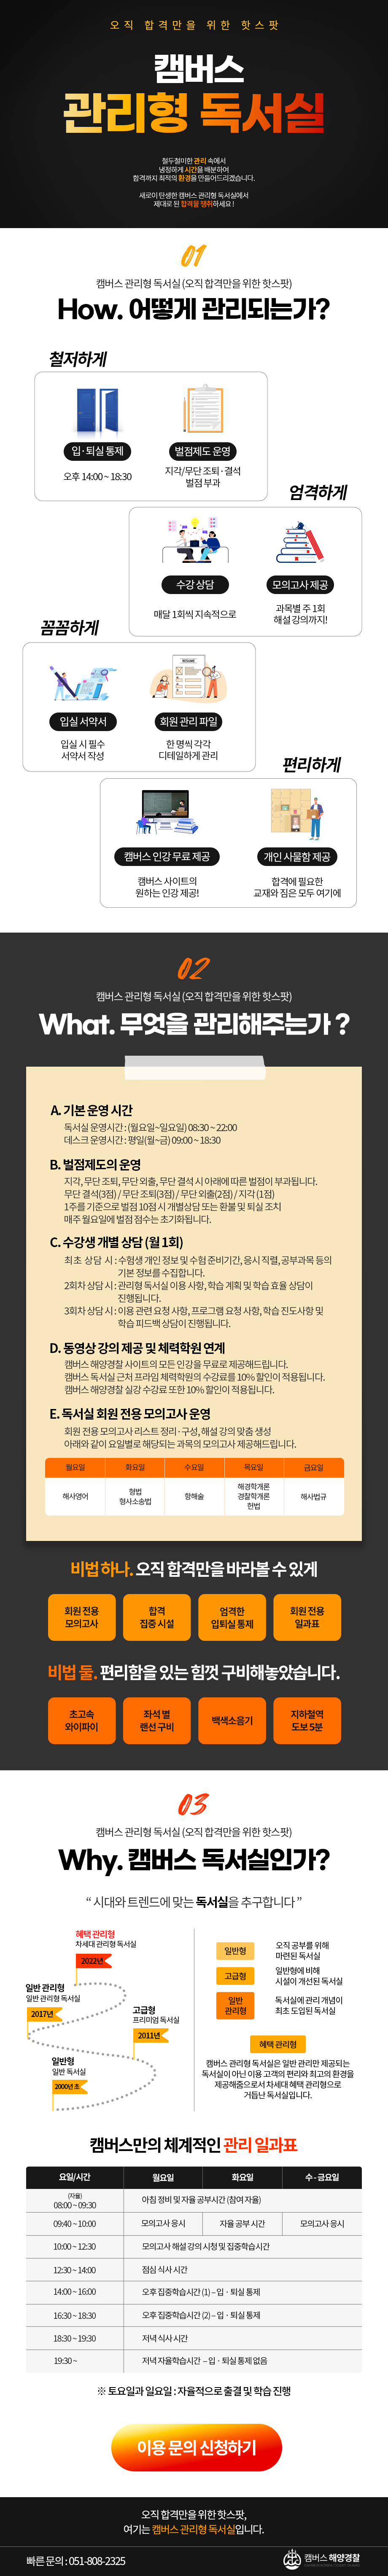 오직 합격만을 위한 핫스팟
캠버스
관리형 독서실
철두철미한 관리 속에서
냉정하게 시간을 배분하여
합격까지 최적의 환경을 만들어드리겠습니다.
새로이 탄생한 캠버스 관리형 독서실에서
제대로 된 합격을 쟁취하세요!
01
캠버스 관리형 독서실 (오직 합격만을 위한 핫스팟)
How. 어떻게 관리되는가?
철저하게
입·퇴실 통제
오후 14:00 ~ 18:30
벌점제도 운영
지각/무단 조퇴·결석
벌점 부과
엄격하게
수강 상담
매달 1회씩 지속적으로
모의고사 제공
과목별 주 1회
해설 강의까지!
꼼꼼하게
입실 서약서
입실 시 필수
서약서 작성
회원 관리 파일
한 명씩 각각
디테일하게 관리
편리하게
캠버스 인강 무료 제공
캠버스 사이트의
원하는 인강 제공!
개인 사물함 제공
합격에 필요한
교재와 짐은 모두 여기에
02
캠버스 관리형 독서실 (오직 합격만을 위한 핫스팟)
What. 무엇을 관리해주는가 ?
A. 기본 운영 시간
독서실 운영시간 : (월요일~일요일) 08:30 ~ 22:00
데스크 운영시간 : 평일(월~금) 09:00 ~ 18:30
B. 벌점제도의 운영
지각, 무단 조퇴, 무단 외출, 무단 결석 시 아래에 따른 벌점이 부과됩니다.
무단 결석(3점) / 무단 조퇴(3점) / 무단 외출(2점) / 지각 (1점)
1주를 기준으로 벌점 10점 시 개별상담 또는 환불 및 퇴실 조치
매주 월요일에 벌점 점수는 초기화됩니다.
C. 수강생 개별 상담 (월 1회)
최초 상담 시 : 수험생 개인 정보 및 수험 준비기간, 응시 직렬, 공부과목 등의
기본 정보를 수집합니다.
2회차 상담 시 : 관리형 독서실 이용 사항, 학습 계획 및 학습 효율 상담이
진행됩니다.
3회차 상담 시 : 이용 관련 요청 사항, 프로그램 요청 사항, 학습 진도사항 및
학습 피드백 상담이 진행됩니다.
D. 동영상 강의 제공 및 체력학원 연계
캠버스 해양경찰 사이트의 모든 인강을 무료로 제공해드립니다.
캠버스 독서실 근처 프라임 체력학원의 수강료를 10% 할인이 적용됩니다.
캠버스 해양경찰 실강 수강료 또한 10% 할인이 적용됩니다.
E. 독서실 회원 전용 모의고사 운영
회원 전용 모의고사 리스트 정리·구성, 해설 강의 맞춤 생성
아래와 같이 요일별로 해당되는 과목의 모의고사 제공해드립니다.
월요일 화요일 수요일 목요일 금요일
해사영어
형법
형사소송법
항해술
해경학개론
경찰학개론
헌법
해사법규
비법 하나. 오직 합격만을 바라볼 수 있게
회원 전용
모의고사
합격
집중 시설
엄격한
입퇴실 통제
회원 전용
일과표
비법 둘. 편리함을 있는 힘껏 구비해놓았습니다.
초고속
와이파이
좌석 별
랜선 구비
백색소음기
지하철역
도보 5분
03
캠버스 관리형 독서실 (오직 합격만을 위한 핫스팟)
Why. 캠버스 독서실인가?
“ 시대와 트렌드에 맞는 독서실을 추구합니다 ”
혜택 관리형
차세대 관리형 독서실
2022년
일반 관리형
일반 관리형 독서실
2017년
고급형
프리미엄 독서실
2011년
일반형
일반 독서실
2000년 초
일반형
오직 공부를 위해
마련된 독서실
고급형
일반형에 비해
시설이 개선된 독서실
일반
관리형
독서실에 관리 개념이
최초 도입된 독서실
혜택 관리형
캠버스 관리형 독서실은 일반 관리만 제공되는
독서실이 아닌 이용 고객의 편리와 최고의 환경을
제공해줌으로서 차세대 혜택 관리형으로
거듭난 독서실입니다.
캠버스만의 체계적인 관리 일과표
요일/시간 월요일 화요일 수 - 금요일
(자율)
08:00 ~ 09:30 아침 정비 및 자율 공부시간 (참여 자율)
09:40 ~ 10:00 모의고사 응시 자율 공부 시간 모의고사 응시
10:00 ~ 12:30 모의고사 해설 강의 시청 및 집중학습시간
12:30 ~ 14:00 점심 식사 시간
14:00 ~ 16:00 오후 집중학습시간 (1) – 입 · 퇴실 통제
16:30 ~ 18:30 오후 집중학습시간 (2) – 입 · 퇴실 통제
18:30 ~ 19:30 저녁 식사 시간
19:30 ~ 저녁 자율학습시간 – 입 · 퇴실 통제 없음
※ 토요일과 일요일 : 자율적으로 출결 및 학습 진행
이용 문의 신청하기
오직 합격만을 위한 핫스팟,
여기는 캠버스 관리형 독서실입니다.
빠른 문의 : 051-808-2325
캠버스 해양경찰